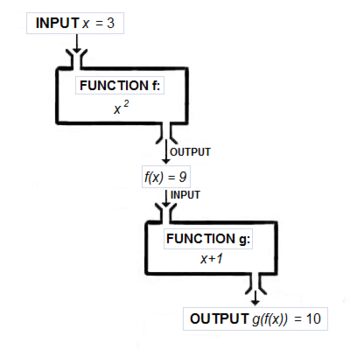 INPUT x = 3
FUNCTION f:
x²
OUTPUT
f(x) = 9
INPUT
FUNCTION g:
x+1
OUTPUT g(f(x)) = 10